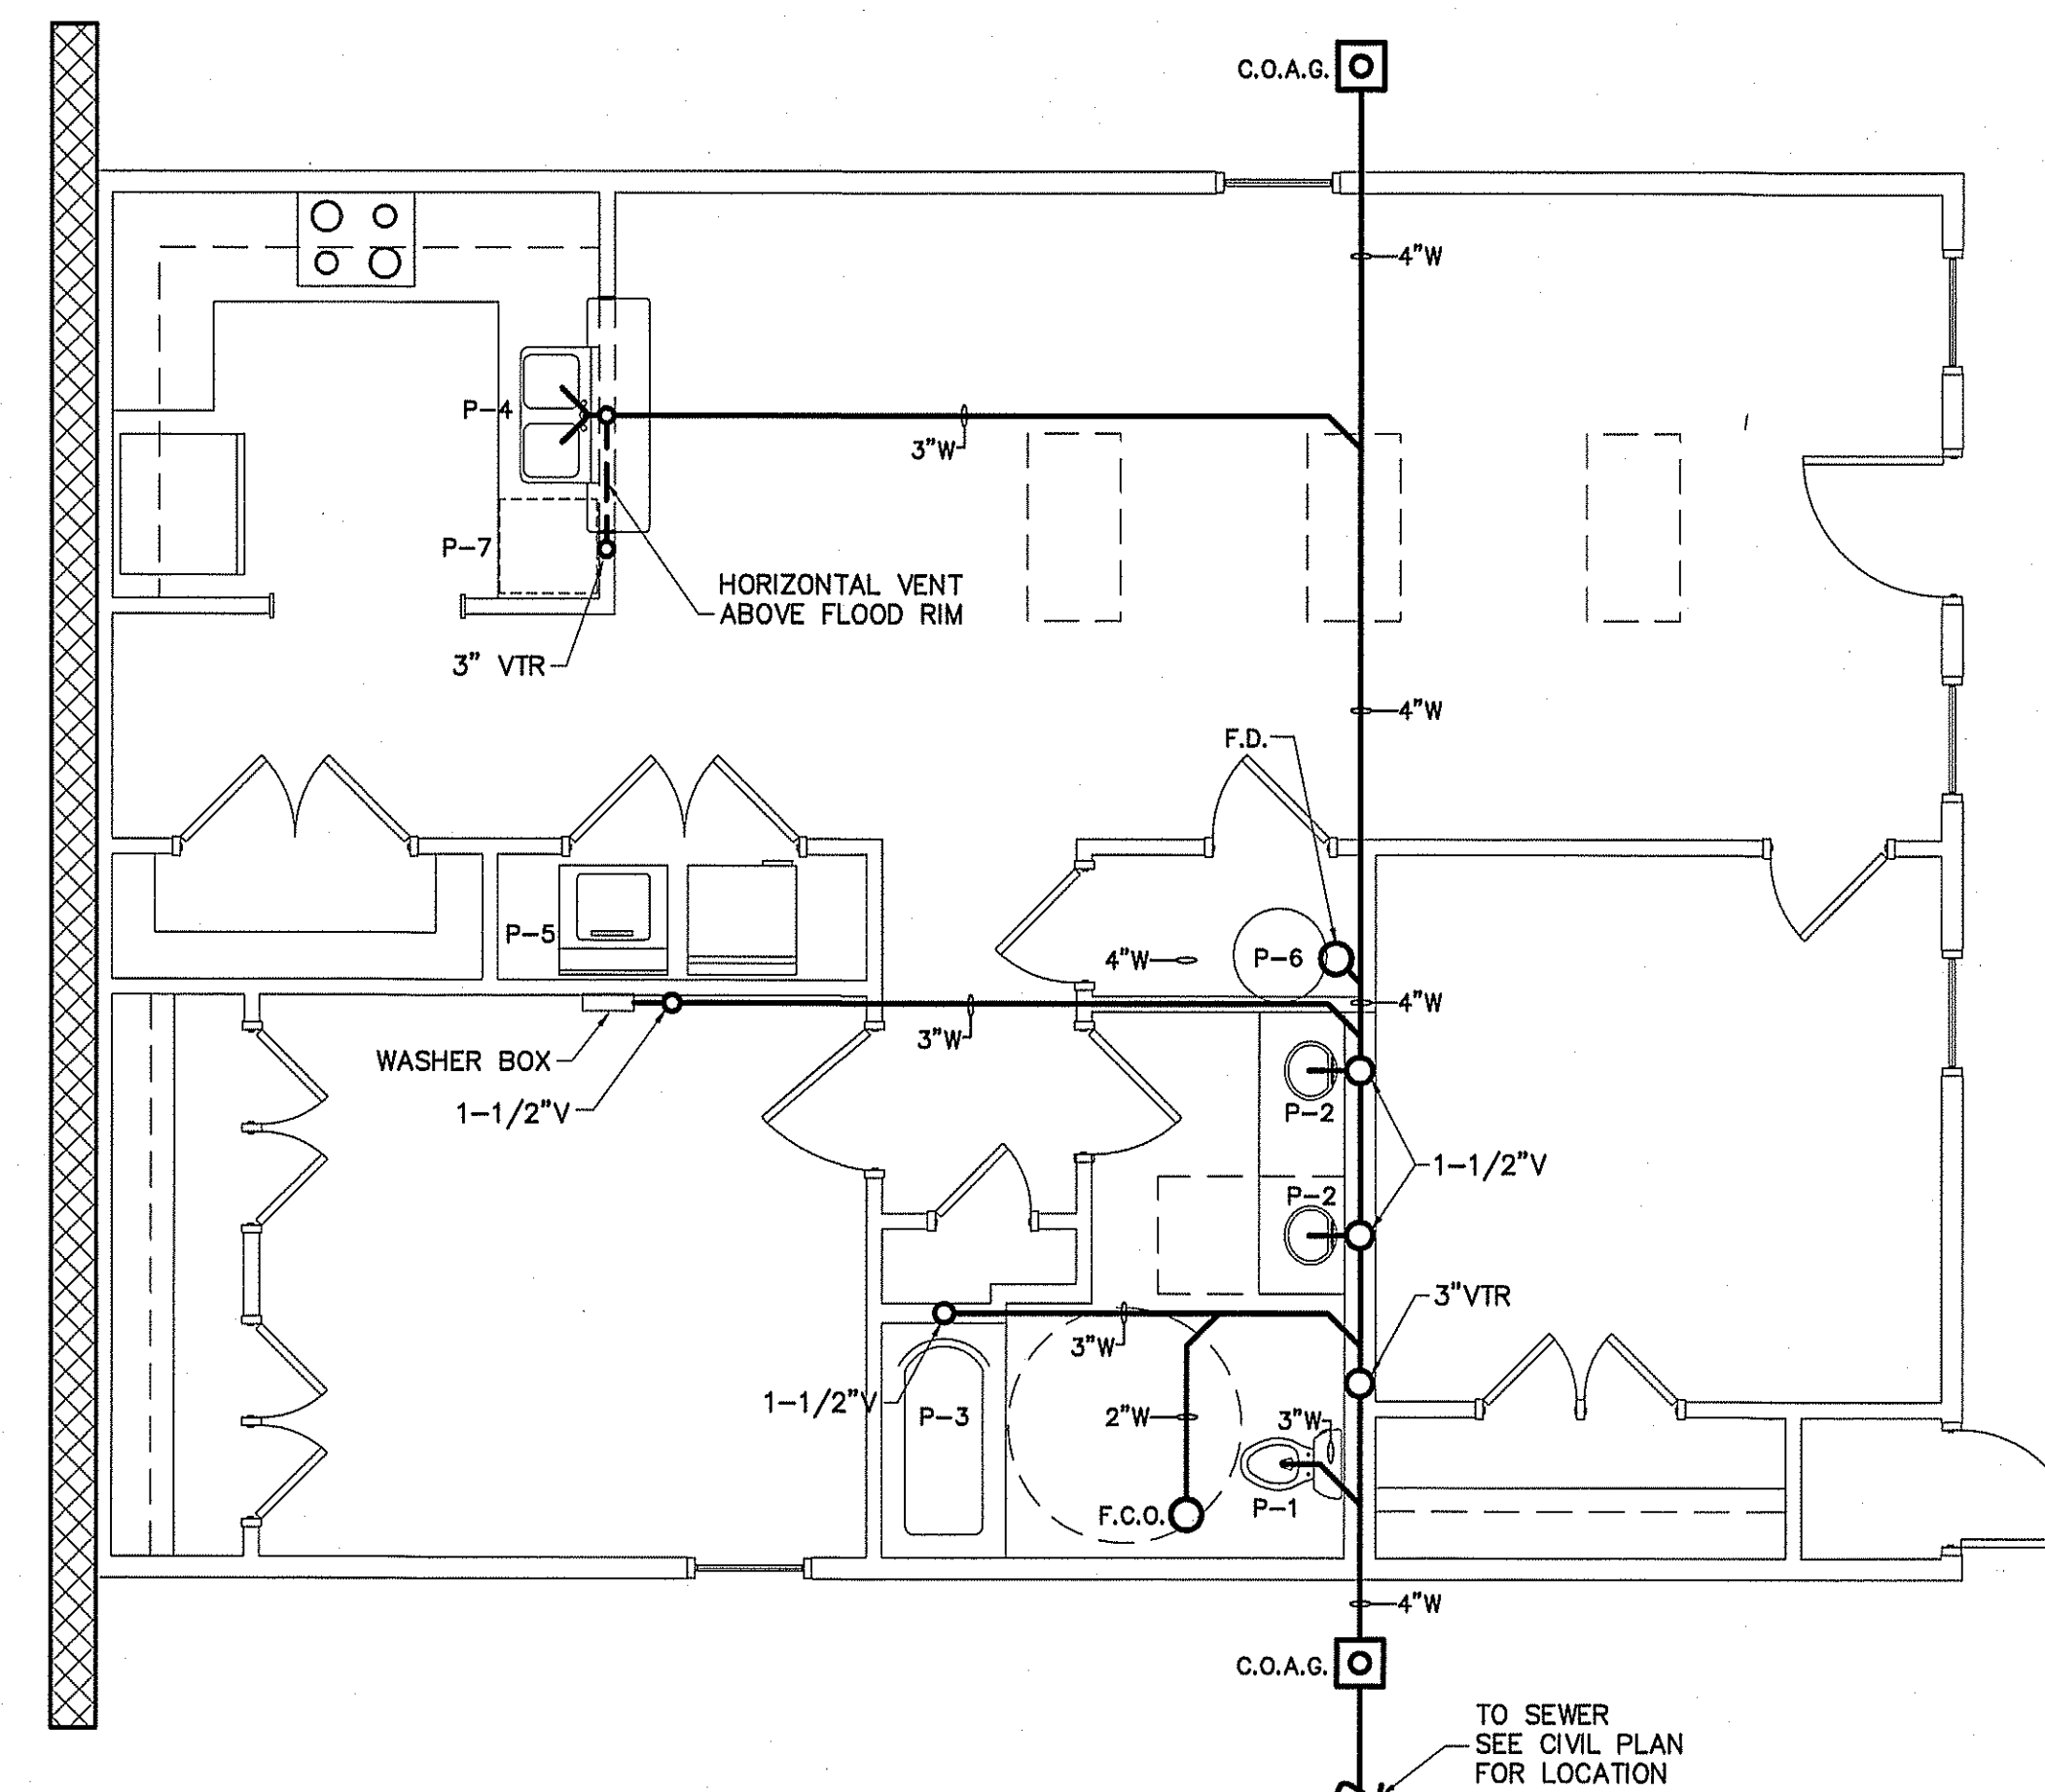 C.O.A.G.
4"W
P-4
3"W
P-7
HORIZONTAL VENT
ABOVE FLOOD RIM
3" VTR
4"W
F.D.
P-5
4"W
P-6
4"W
3"W
WASHER BOX
1-1/2"V
P-2
1-1/2"V
P-2
3"VTR
3"W
1-1/2"V
P-3
2"W
3"W
F.C.O.
P-1
4"W
C.O.A.G.
TO SEWER
SEE CIVIL PLAN
FOR LOCATION